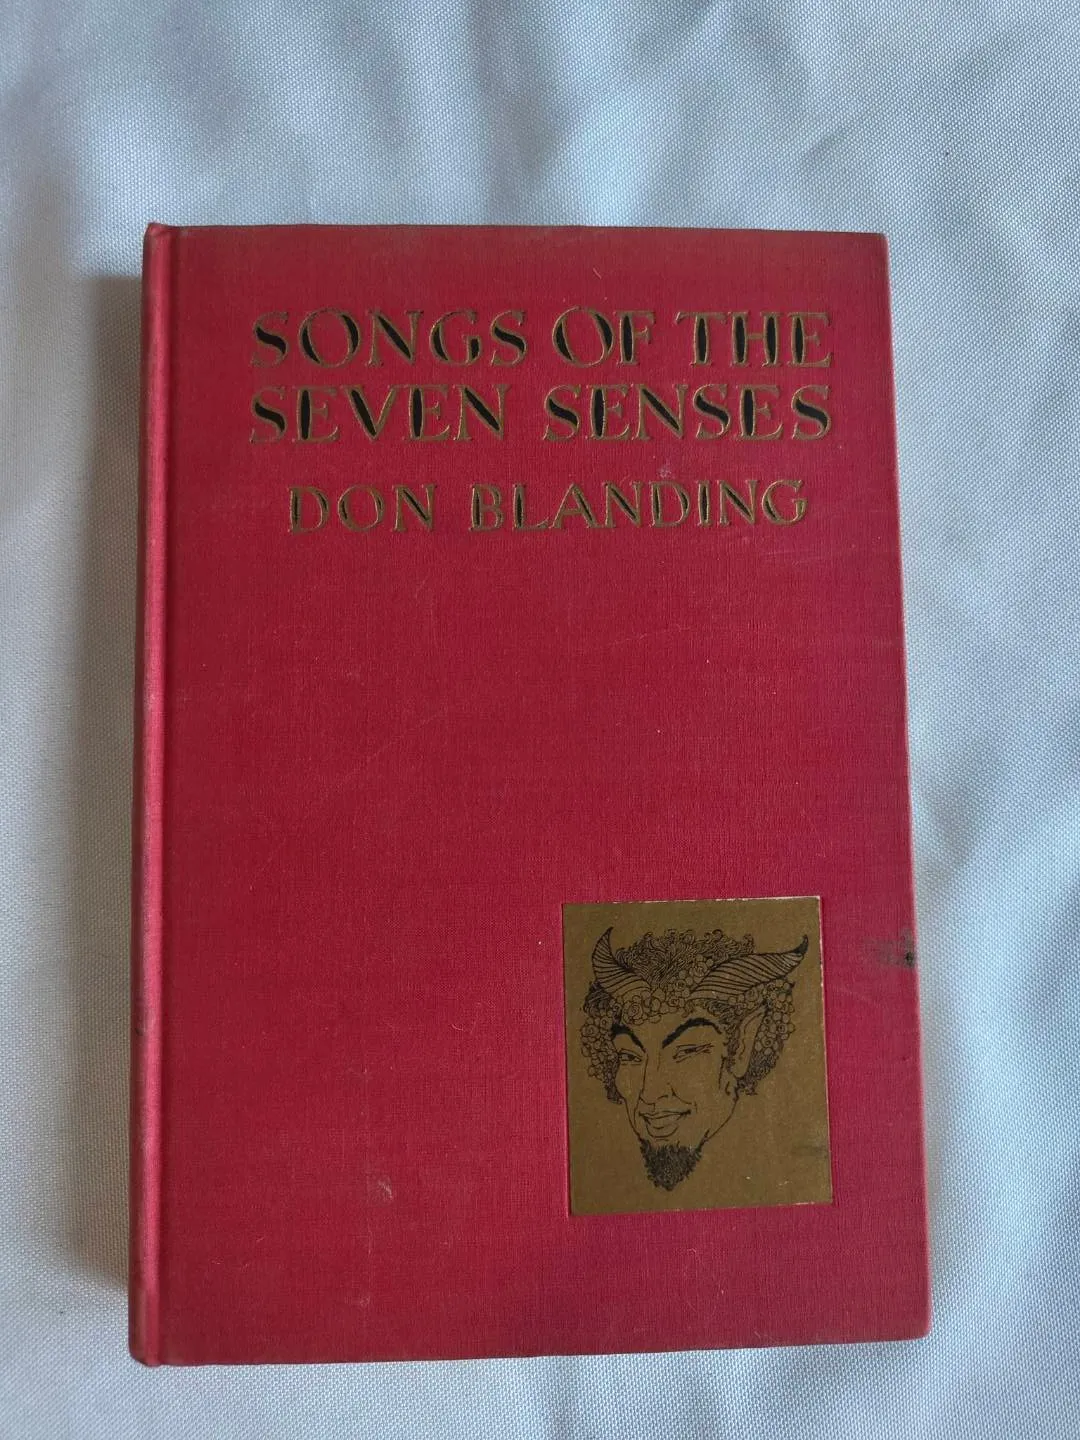 SONGS OF THE
SEVEN SENSES
DON BLANDING